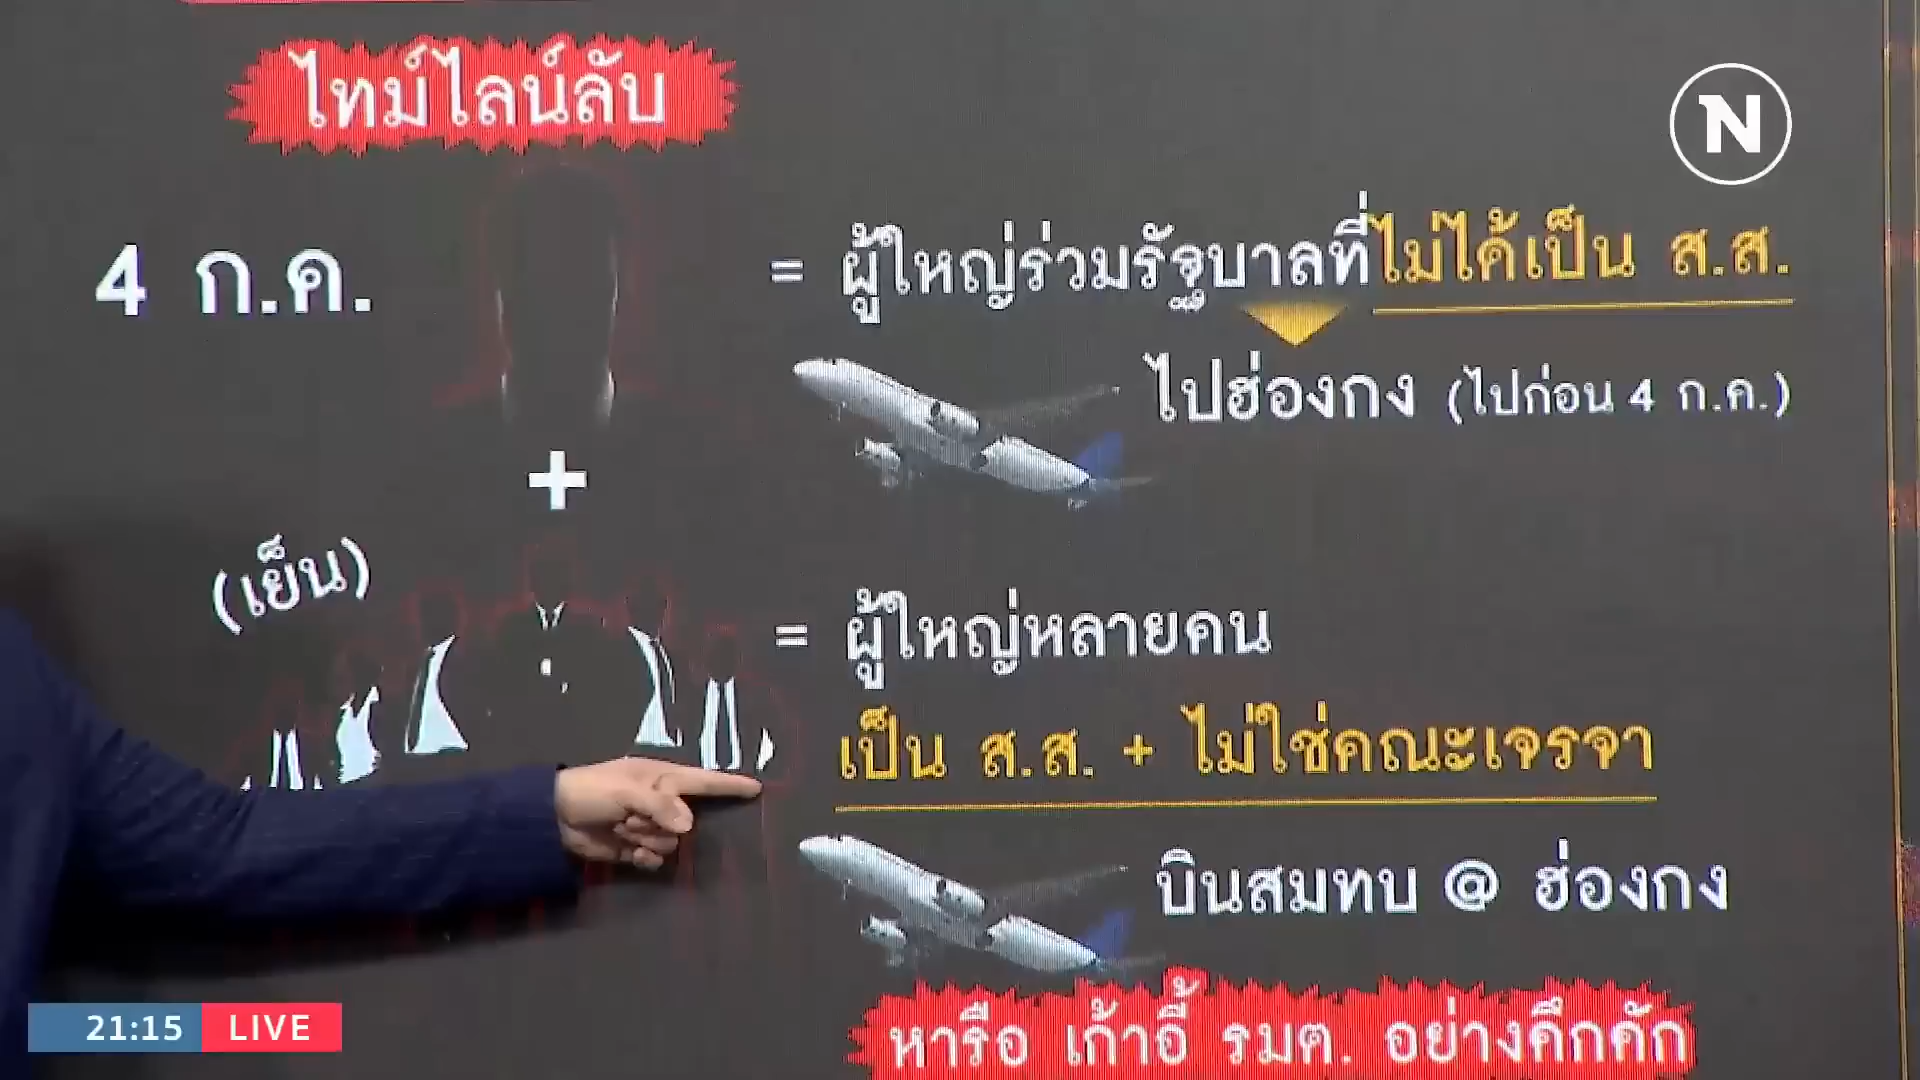 ไทม์ไลน์ลับ
N
4 ก.ค.
= ผู้ใหญ่ร่วมรัฐบาลที่ไม่ได้เป็น ส.ส.
ไปฮ่องกง (ไปก่อน 4 ก.ค.)
+
(เย็น)
= ผู้ใหญ่หลายคน
เป็น ส.ส. + ไม่ใช่คณะเจรจา
บินสมทบ @ ฮ่องกง
หารือ เก้าอี้ รมต. อย่างคึกคัก
21:15 LIVE